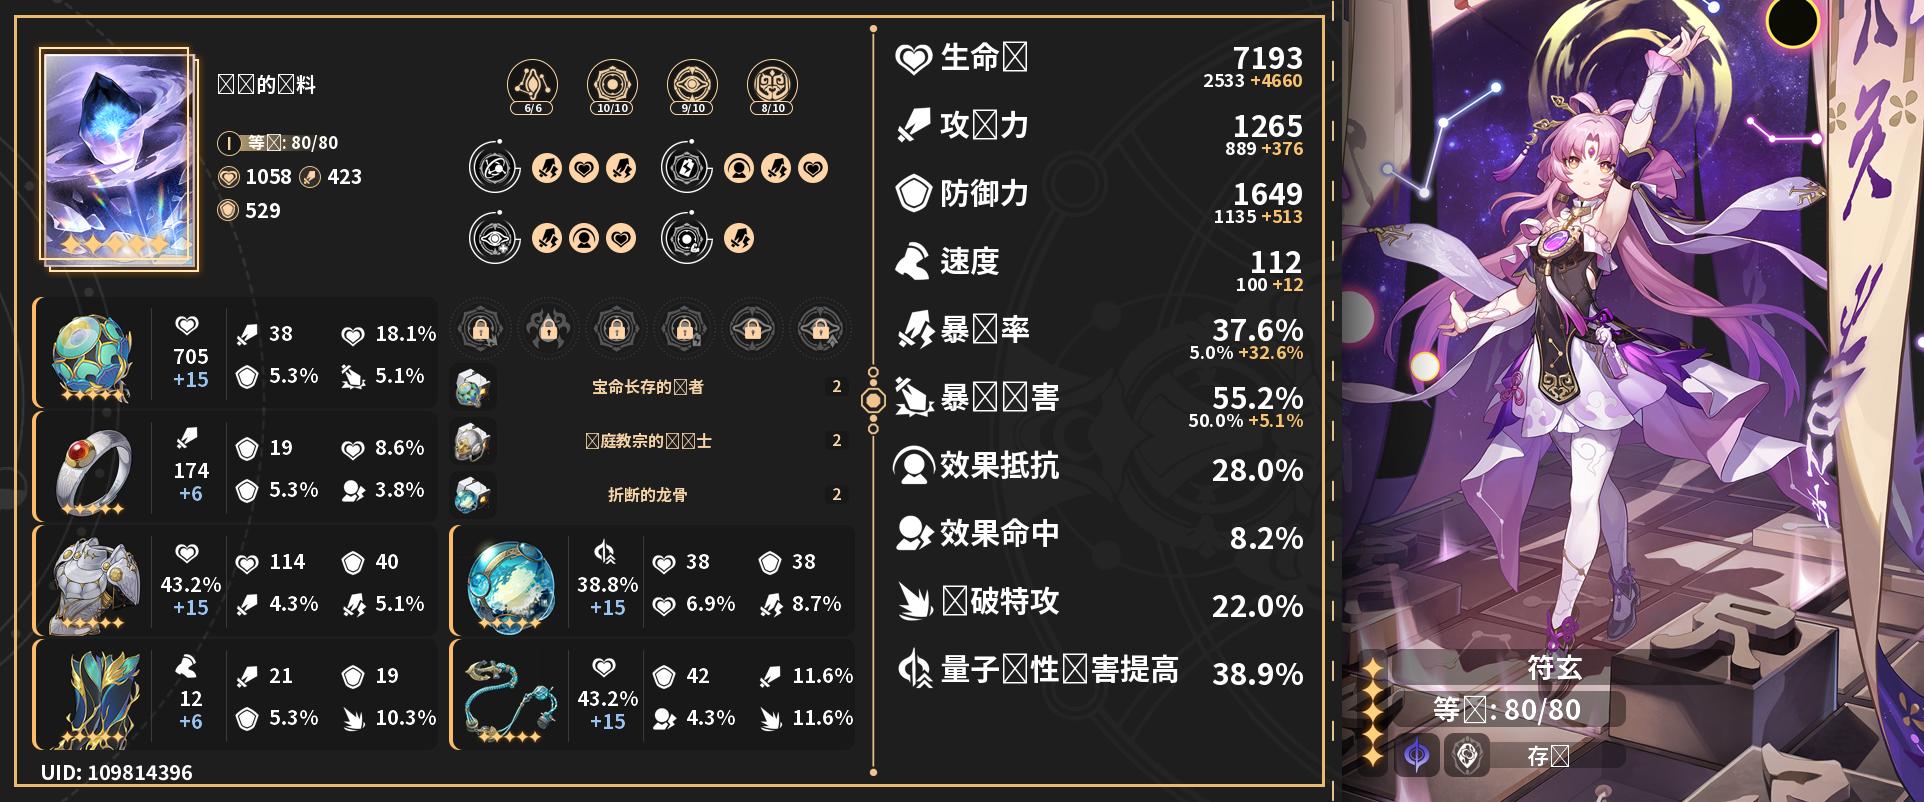 的料
等: 80/80
1058 423
529
6/6 10/10 9/10 8/10
705
+15
38 18.1%
5.3% 5.1%
174
+6
19 8.6%
5.3% 3.8%
43.2%
+15
114 40
4.3% 5.1%
12
+6
21 19
5.3% 10.3%
宝命长存的者 2
庭教宗的士 2
折断的龙骨 2
38.8%
+15
38 38
6.9% 8.7%
43.2%
+15
42 11.6%
4.3% 11.6%
UID: 109814396
生命 7193
2533 +4660
攻力 1265
889 +376
防御力 1649
1135 +513
速度 112
100 +12
暴率 37.6%
5.0% +32.6%
暴害 55.2%
50.0% +5.1%
效果抵抗 28.0%
效果命中 8.2%
破特攻 22.0%
量子性害提高 38.9%
符玄
等: 80/80
存